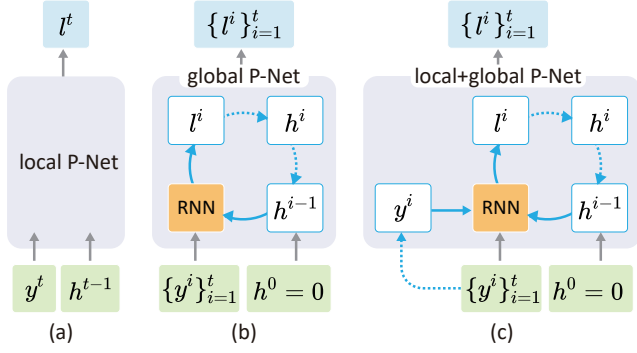 l^t
local P-Net
y^t
h^{t-1}
(a)
{l^i}_{i=1}^t
global P-Net
l^i
h^i
RNN
h^{i-1}
{y^i}_{i=1}^t
h^0 = 0
(b)
{l^i}_{i=1}^t
local+global P-Net
l^i
h^i
y^i
RNN
h^{i-1}
{y^i}_{i=1}^t
h^0 = 0
(c)